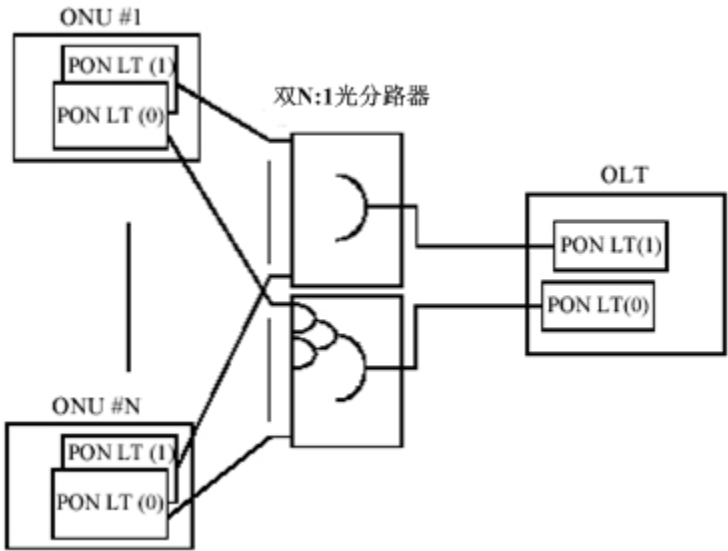 ONU #1
PON LT (1)
PON LT (0)
双N:1光分路器
OLT
PON LT(1)
PON LT(0)
ONU #N
PON LT (1)
PON LT (0)